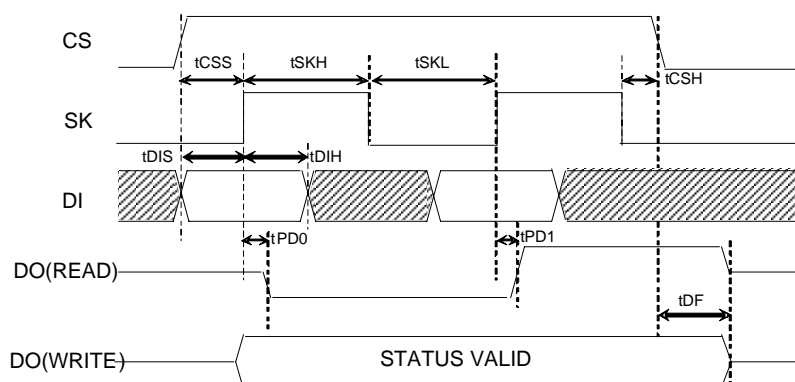 CS
tCSS tSKH tSKL
tCSH
SK
tDIS tDIH
DI
tPD0 tPD1
DO(READ)
tDF
DO(WRITE) STATUS VALID